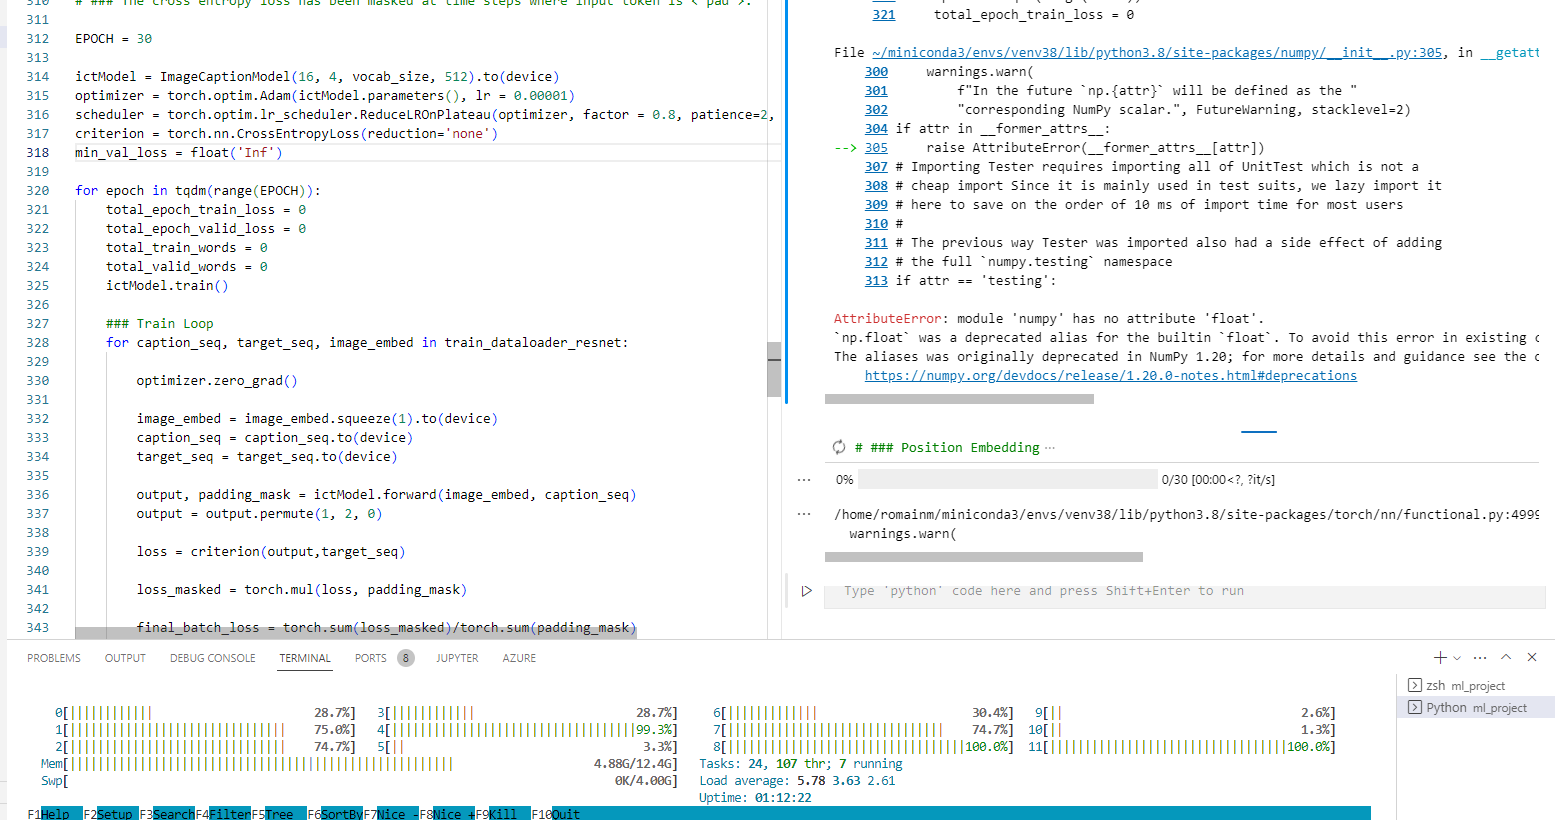 310 # ### The cross entropy loss has been masked at time steps where input token is < pad >.
311
312 EPOCH = 30
313
314 ictModel = ImageCaptionModel(16, 4, vocab_size, 512).to(device)
315 optimizer = torch.optim.Adam(ictModel.parameters(), lr = 0.00001)
316 scheduler = torch.optim.lr_scheduler.ReduceLROnPlateau(optimizer, factor = 0.8, patience=2,
317 criterion = torch.nn.CrossEntropyLoss(reduction='none')
318 min_val_loss = float('Inf')
319
320 for epoch in tqdm(range(EPOCH)):
321 total_epoch_train_loss = 0
322 total_epoch_valid_loss = 0
323 total_train_words = 0
324 total_valid_words = 0
325 ictModel.train()
326
327 ### Train Loop
328 for caption_seq, target_seq, image_embed in train_dataloader_resnet:
329
330 optimizer.zero_grad()
331
332 image_embed = image_embed.squeeze(1).to(device)
333 caption_seq = caption_seq.to(device)
334 target_seq = target_seq.to(device)
335
336 output, padding_mask = ictModel.forward(image_embed, caption_seq)
337 output = output.permute(1, 2, 0)
338
339 loss = criterion(output,target_seq)
340
341 loss_masked = torch.mul(loss, padding_mask)
342
343 final_batch_loss = torch.sum(loss_masked)/torch.sum(padding_mask)
321 total_epoch_train_loss = 0
File ~/miniconda3/envs/venv38/lib/python3.8/site-packages/numpy/__init__.py:305, in __getatt
300 warnings.warn(
301 f"In the future `np.{attr}` will be defined as the "
302 "corresponding NumPy scalar.", FutureWarning, stacklevel=2)
304 if attr in __former_attrs__:
--> 305 raise AttributeError(__former_attrs__[attr])
307 # Importing Tester requires importing all of UnitTest which is not a
308 # cheap import Since it is mainly used in test suits, we lazy import it
309 # here to save on the order of 10 ms of import time for most users
310 #
311 # The previous way Tester was imported also had a side effect of adding
312 # the full `numpy.testing` namespace
313 if attr == 'testing':
AttributeError: module 'numpy' has no attribute 'float'.
`np.float` was a deprecated alias for the builtin `float`. To avoid this error in existing c
The aliases was originally deprecated in NumPy 1.20; for more details and guidance see the o
https://numpy.org/devdocs/release/1.20.0-notes.html#deprecations
# ### Position Embedding ···
··· 0% 0/30 [00:00<?, ?it/s]
··· /home/romainm/miniconda3/envs/venv38/lib/python3.8/site-packages/torch/nn/functional.py:4999
warnings.warn(
Type 'python' code here and press Shift+Enter to run
PROBLEMS OUTPUT DEBUG CONSOLE TERMINAL PORTS 8 JUPYTER AZURE
zsh ml_project
Python ml_project
0[|||||||||||| 28.7%] 3[|||||||||||| 28.7%] 6[|||||||||||| 30.4%] 9[|| 2.6%]
1[|||||||||||||||||||||||||||| 75.0%] 4[||||||||||||||||||||||||||||||||99.3%] 7[|||||||||||||||||||||||||||| 74.7%] 10[|| 1.3%]
2[|||||||||||||||||||||||||||| 74.7%] 5[|| 3.3%] 8[|||||||||||||||||||||||||||||||100.0%] 11[|||||||||||||||||||||||||||||||100.0%]
Mem[|||||||||||||||||||||||||||||||||||||||||||||||||| 4.88G/12.4G] Tasks: 24, 107 thr; 7 running
Swp[ 0K/4.00G] Load average: 5.78 3.63 2.61
Uptime: 01:12:22
F1Help F2Setup F3SearchF4FilterF5Tree F6SortByF7Nice -F8Nice +F9Kill F10Quit